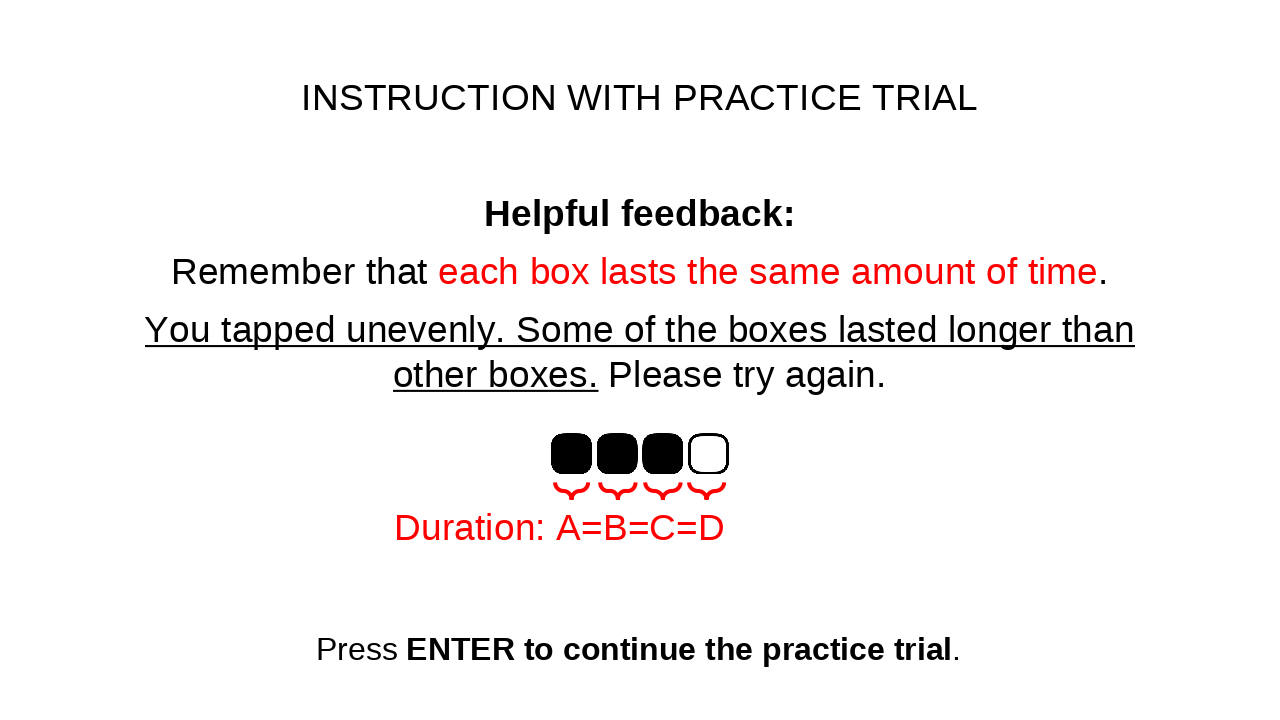 INSTRUCTION WITH PRACTICE TRIAL
Helpful feedback:
Remember that each box lasts the same amount of time.
You tapped unevenly. Some of the boxes lasted longer than
other boxes. Please try again.
Duration: A=B=C=D
Press ENTER to continue the practice trial.